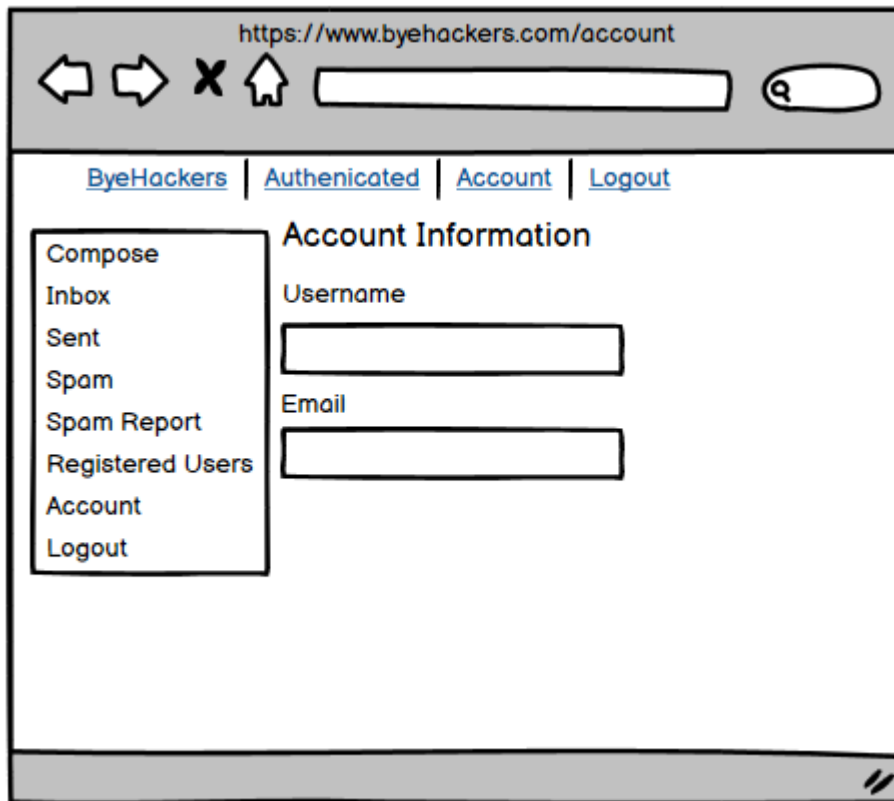 https://www.byehackers.com/account
ByeHackers Authenicated Account Logout
Account Information
Compose
Inbox
Sent
Spam
Spam Report
Registered Users
Account
Logout
Username
Email